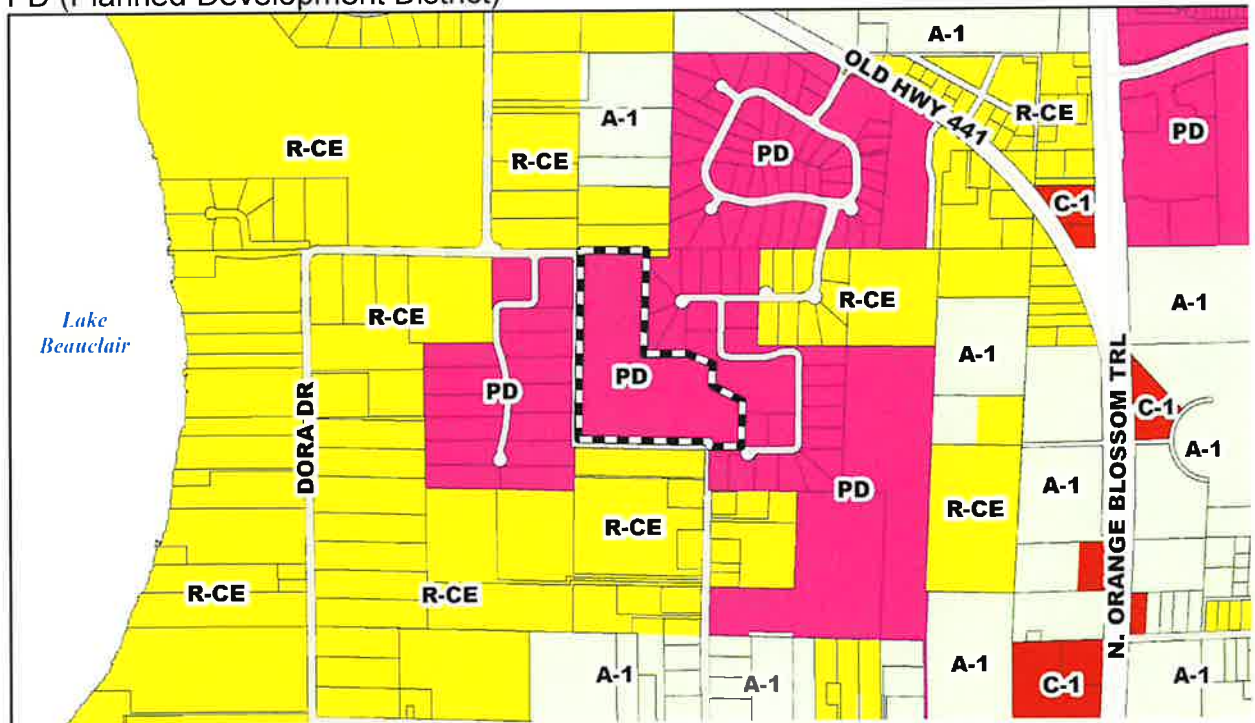 PD (Planned Development District)
A-1
OLD HWY 441
R-CE
A-1
R-CE
R-CE
PD
PD
C-1
R-CE
A-1
R-CE
Lake
Beauclair
A-1
PD
PD
DORA DR
C-1
N. ORANGE BLOSSOM TRL
A-1
PD
A-1
R-CE
R-CE
R-CE
R-CE
A-1
A-1
A-1
C-1
A-1